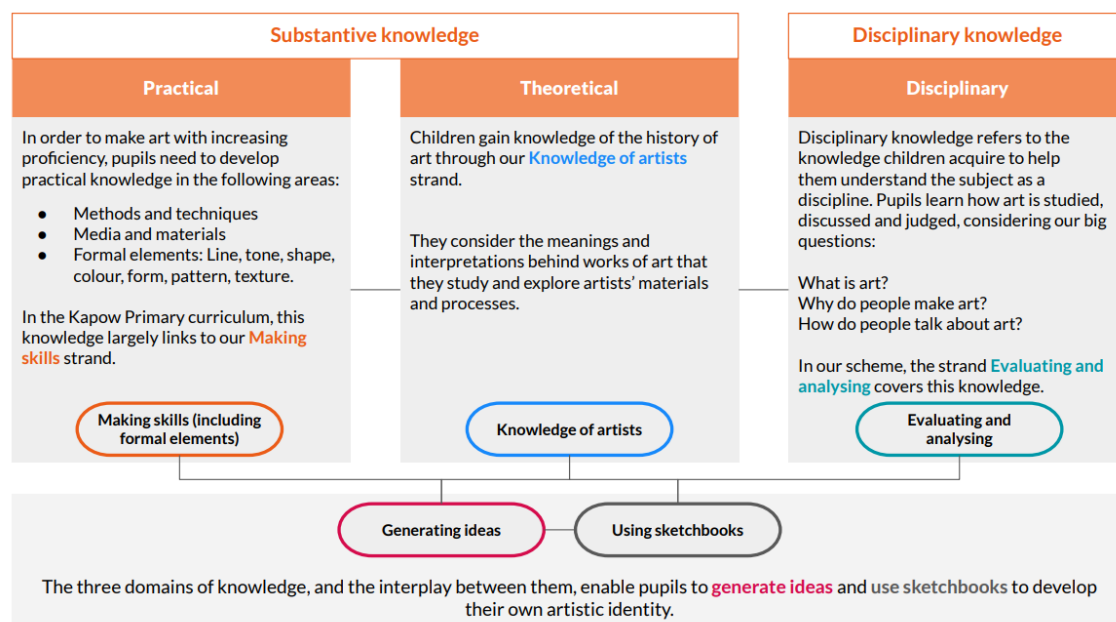 Substantive knowledge
Disciplinary knowledge
Practical
Theoretical
Disciplinary
In order to make art with increasing
proficiency, pupils need to develop
practical knowledge in the following areas:
● Methods and techniques
● Media and materials
● Formal elements: Line, tone, shape,
colour, form, pattern, texture.
In the Kapow Primary curriculum, this
knowledge largely links to our Making
skills strand.
Making skills (including
formal elements)
Children gain knowledge of the history of
art through our Knowledge of artists
strand.
They consider the meanings and
interpretations behind works of art that
they study and explore artists’ materials
and processes.
Knowledge of artists
Disciplinary knowledge refers to the
knowledge children acquire to help
them understand the subject as a
discipline. Pupils learn how art is studied,
discussed and judged, considering our big
questions:
What is art?
Why do people make art?
How do people talk about art?
In our scheme, the strand Evaluating and
analysing covers this knowledge.
Evaluating and
analysing
Generating ideas
Using sketchbooks
The three domains of knowledge, and the interplay between them, enable pupils to generate ideas and use sketchbooks to develop
their own artistic identity.